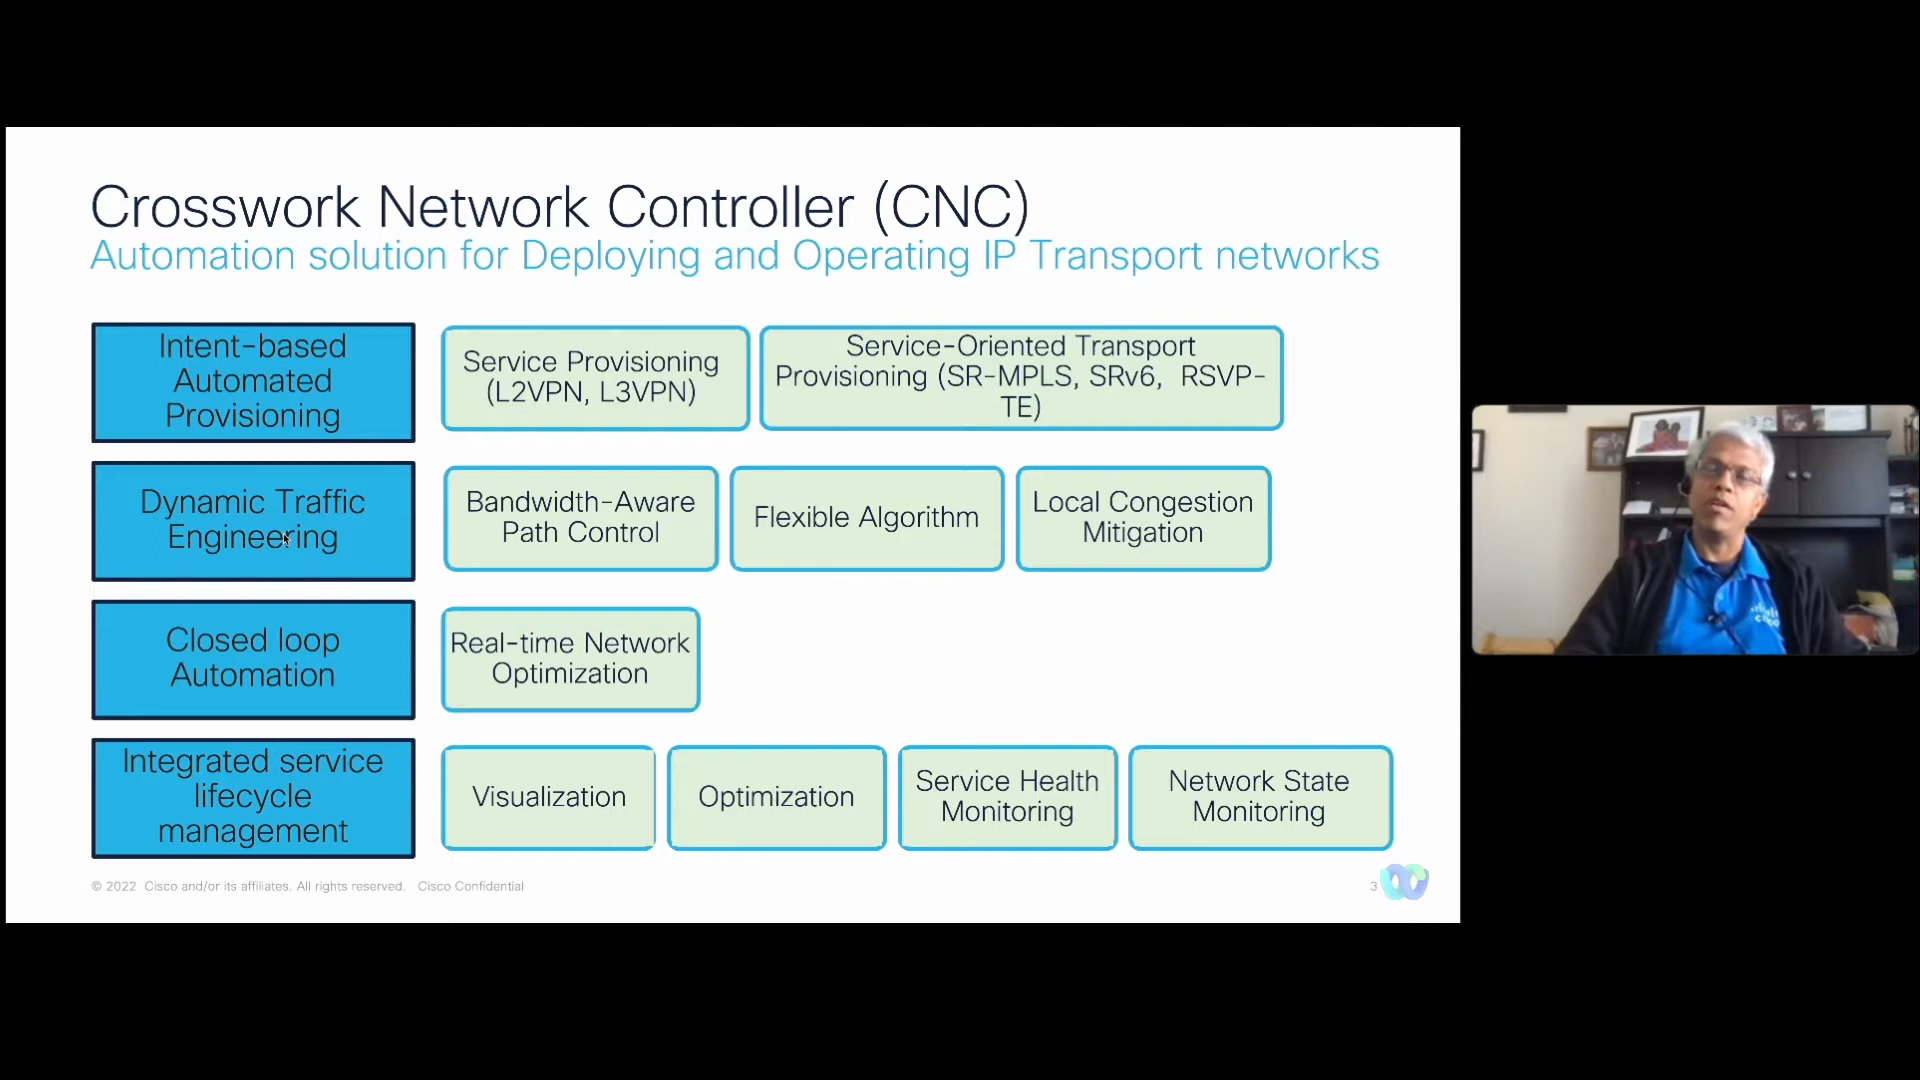 Crosswork Network Controller (CNC)
Automation solution for Deploying and Operating IP Transport networks
Intent-based
Automated
Provisioning
Service Provisioning
(L2VPN, L3VPN)
Service-Oriented Transport
Provisioning (SR-MPLS, SRv6, RSVP-
TE)
Dynamic Traffic
Engineering
Bandwidth-Aware
Path Control
Flexible Algorithm
Local Congestion
Mitigation
Closed loop
Automation
Real-time Network
Optimization
Integrated service
lifecycle
management
Visualization
Optimization
Service Health
Monitoring
Network State
Monitoring
© 2022 Cisco and/or its affiliates. All rights reserved. Cisco Confidential
3